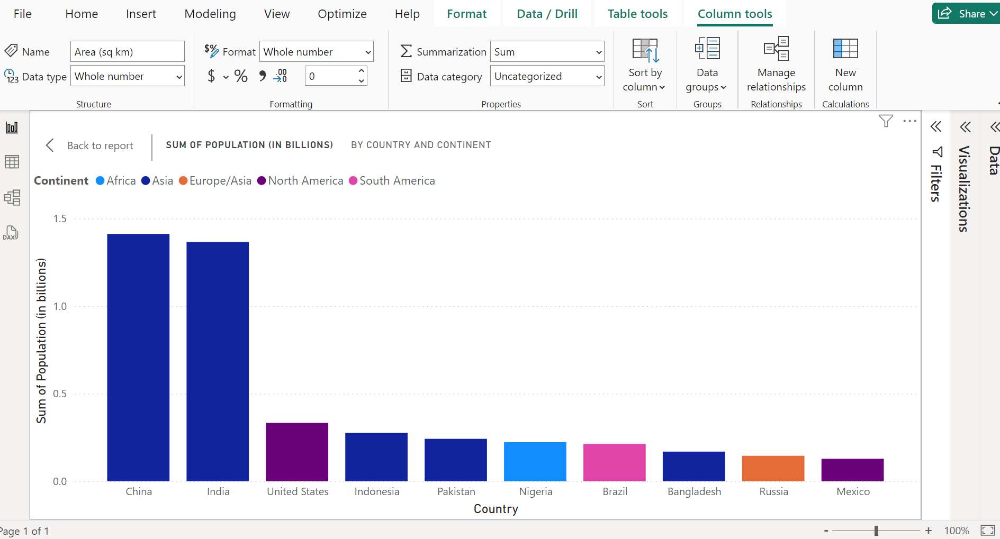 File Home Insert Modeling View Optimize Help Format Data / Drill Table tools Column tools Share
Name Area (sq km) $% Format Whole number Summarization Sum
123 Data type Whole number $ % .00 .0 0 Data category Uncategorized
Sort by column
Data groups
Manage relationships
New column
Structure Formatting Properties Sort Groups Relationships Calculations
Back to report SUM OF POPULATION (IN BILLIONS) BY COUNTRY AND CONTINENT
Continent Africa Asia Europe/Asia North America South America
DAX
Sum of Population (in billions)
1.5
1.0
0.5
0.0
China India United States Indonesia Pakistan Nigeria Brazil Bangladesh Russia Mexico
Country
Filters
Visualizations
Data
Page 1 of 1 - + 100%